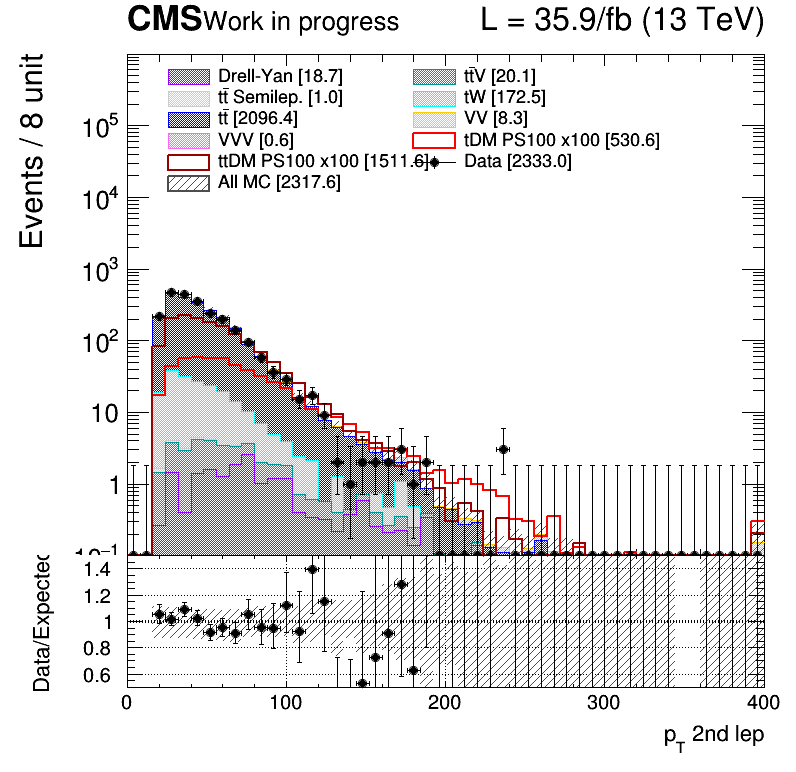 CMS Work in progress L = 35.9/fb (13 TeV)
Events / 8 unit
Drell-Yan [18.7] tt̄V [20.1]
tt̄ Semilep. [1.0] tW [172.5]
tt̄ [2096.4] VV [8.3]
VVV [0.6] tDM PS100 x100 [530.6]
ttDM PS100 x100 [1511.6] Data [2333.0]
All MC [2317.6]
10⁵
10⁴
10³
10²
10
1
10⁻¹
Data/Expected
1.4
1.2
1
0.8
0.6
0 100 200 300 400
p_T 2nd lep